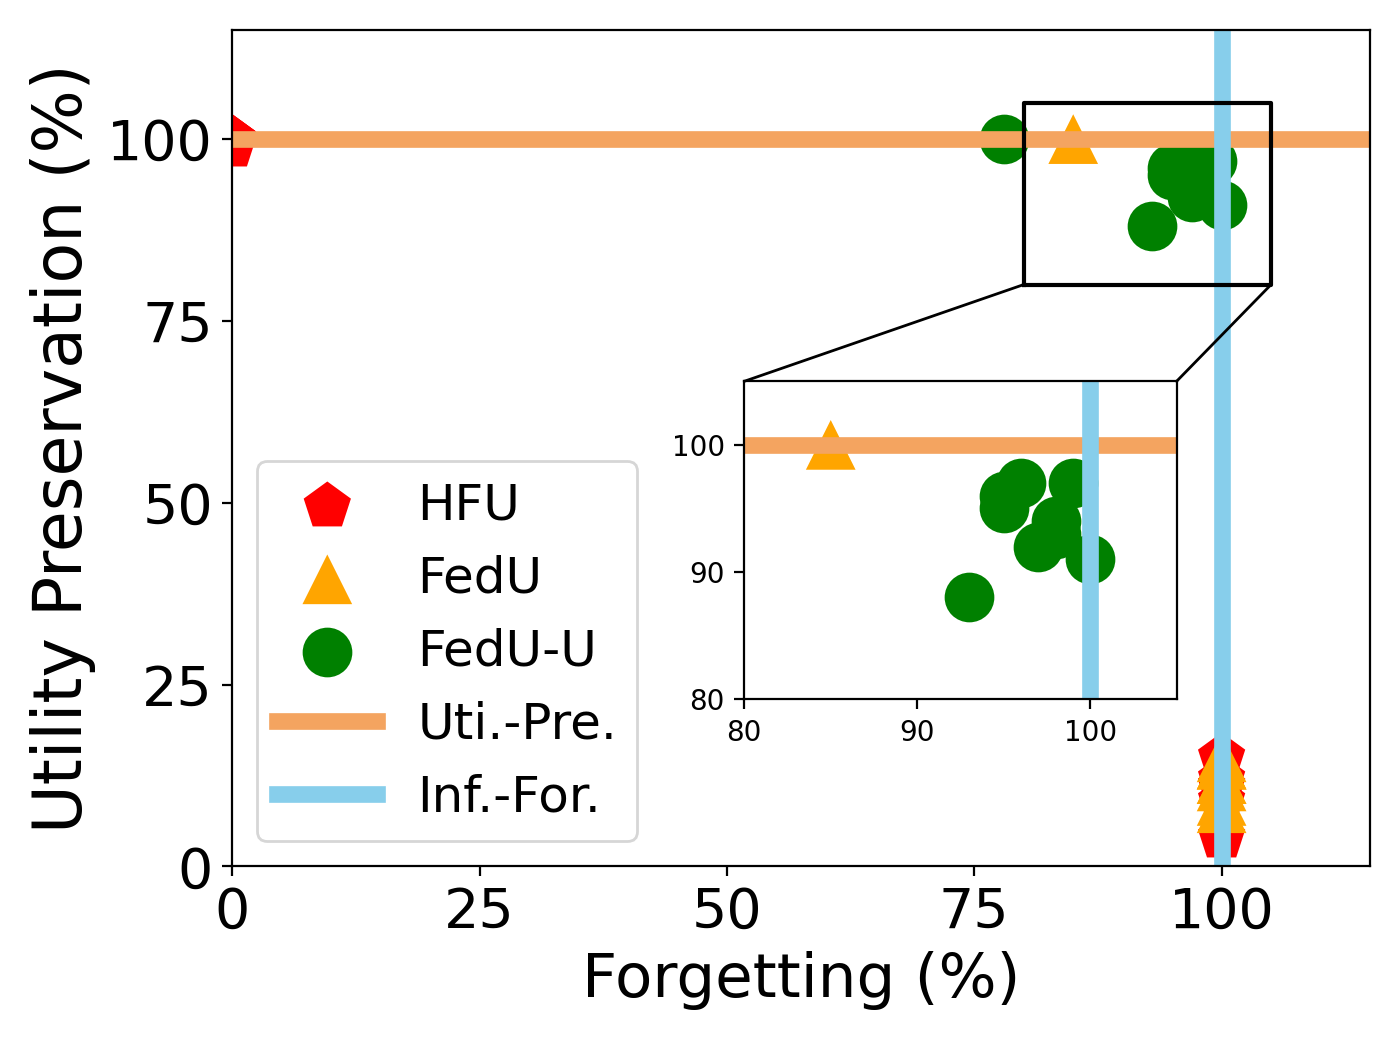 Utility Preservation (%)
100
75
50
25
0
0 25 50 75 100
Forgetting (%)
HFU
FedU
FedU-U
Uti.-Pre.
Inf.-For.
100
90
80
80 90 100